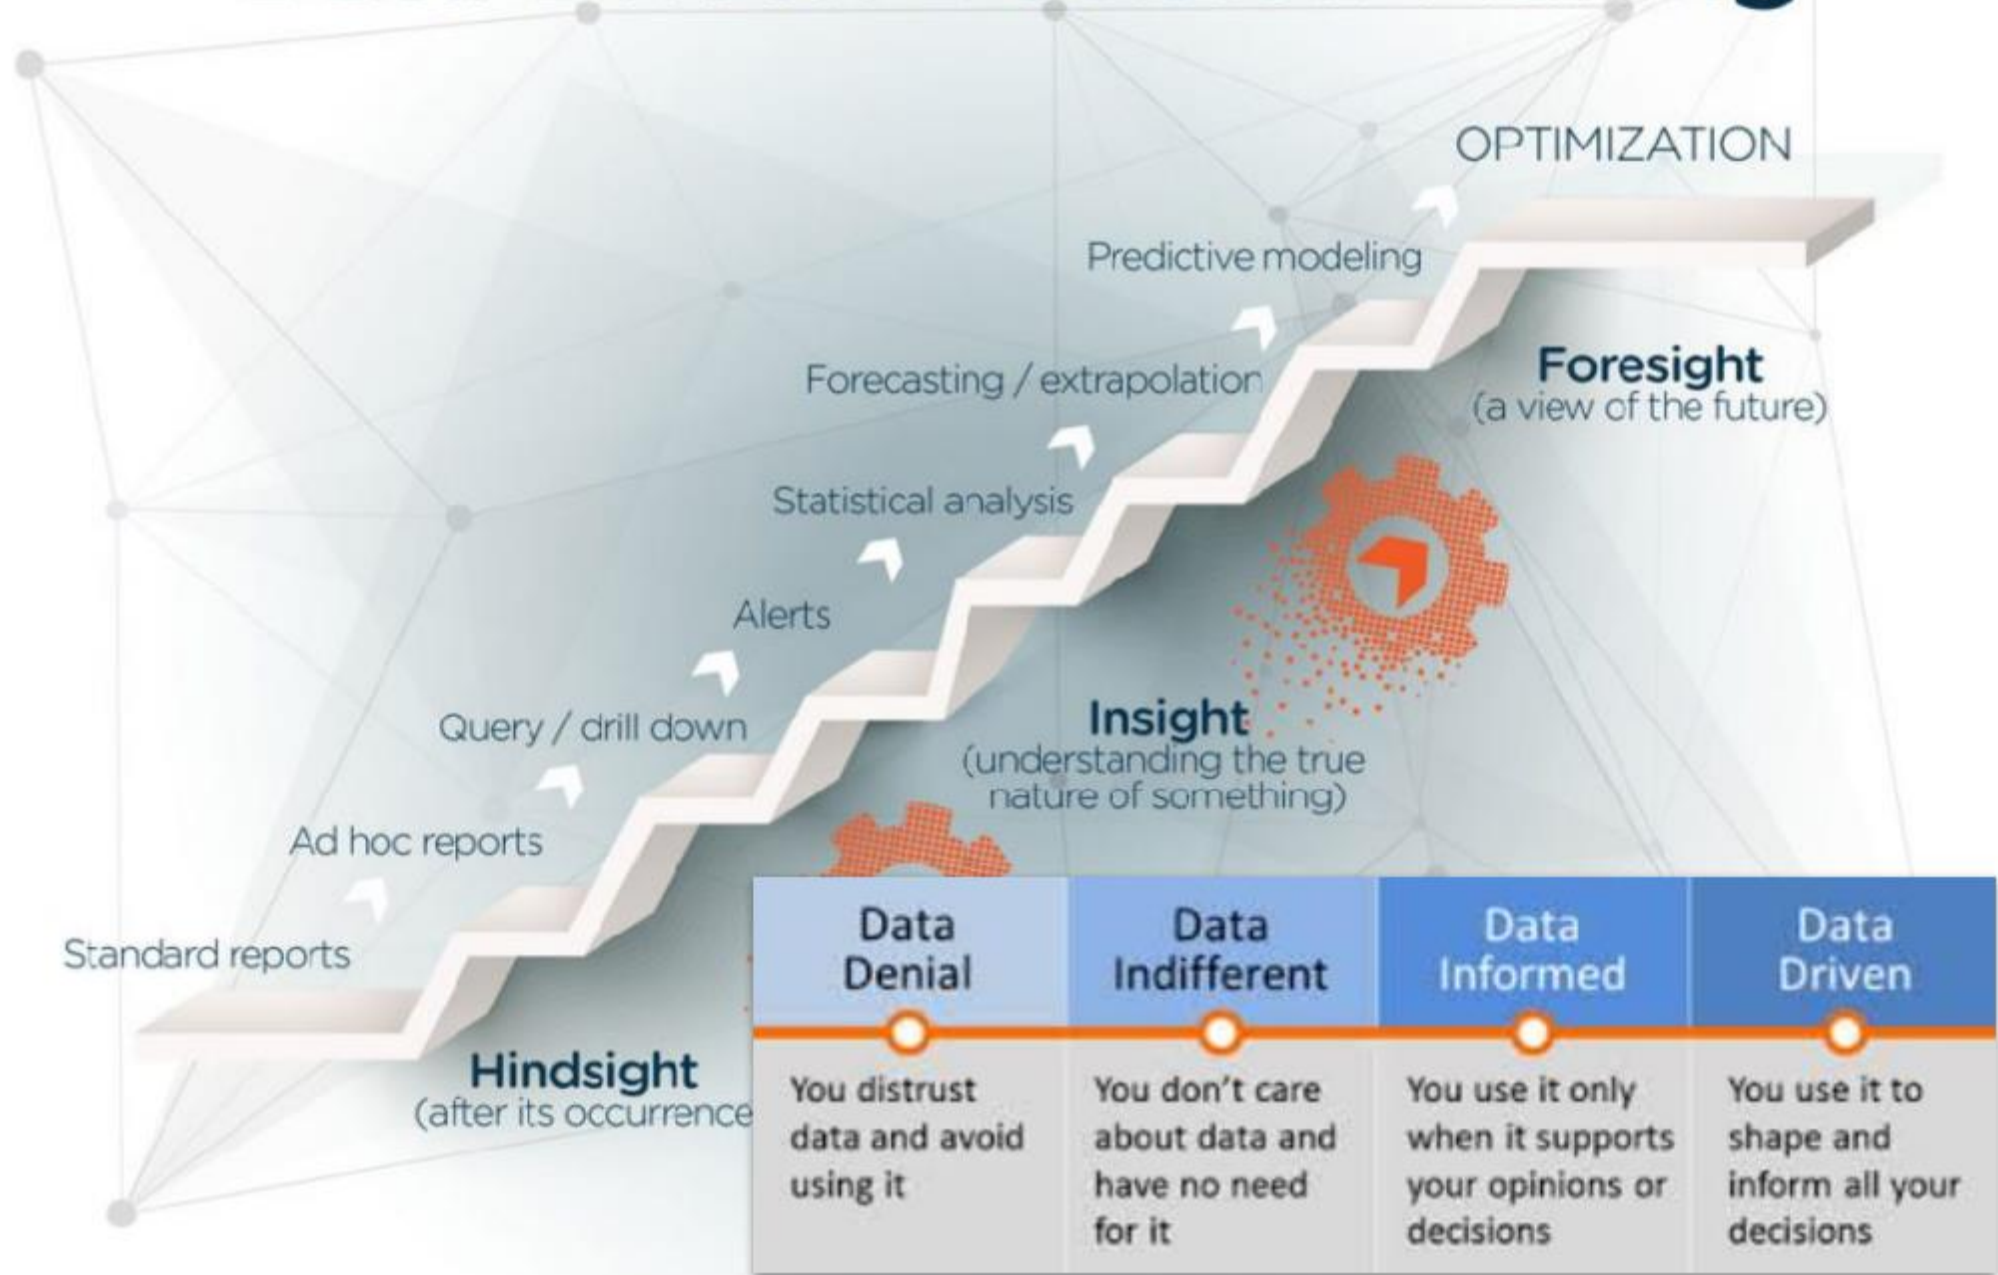 OPTIMIZATION
Predictive modeling
Forecasting / extrapolation
Statistical analysis
Alerts
Query / drill down
Ad hoc reports
Standard reports
Foresight
(a view of the future)
Insight
(understanding the true
nature of something)
Hindsight
(after its occurrence
Data
Denial
You distrust
data and avoid
using it
Data
Indifferent
You don't care
about data and
have no need
for it
Data
Informed
You use it only
when it supports
your opinions or
decisions
Data
Driven
You use it to
shape and
inform all your
decisions